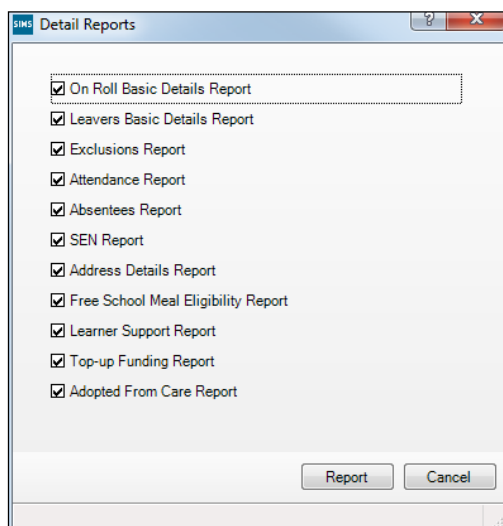 SIMS Detail Reports ? X
On Roll Basic Details Report
Leavers Basic Details Report
Exclusions Report
Attendance Report
Absentees Report
SEN Report
Address Details Report
Free School Meal Eligibility Report
Learner Support Report
Top-up Funding Report
Adopted From Care Report
Report Cancel